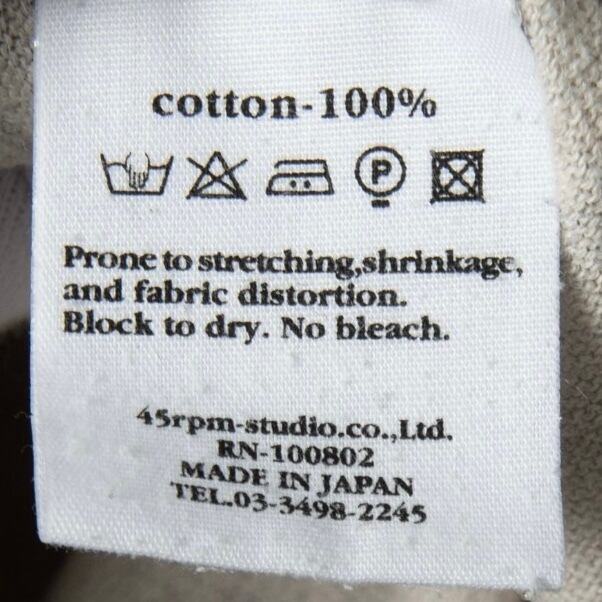 cotton-100%
P
Prone to stretching,shrinkage,
and fabric distortion.
Block to dry. No bleach.
45rpm-studio.co.,Ltd.
RN-100802
MADE IN JAPAN
TEL.03-3498-2245